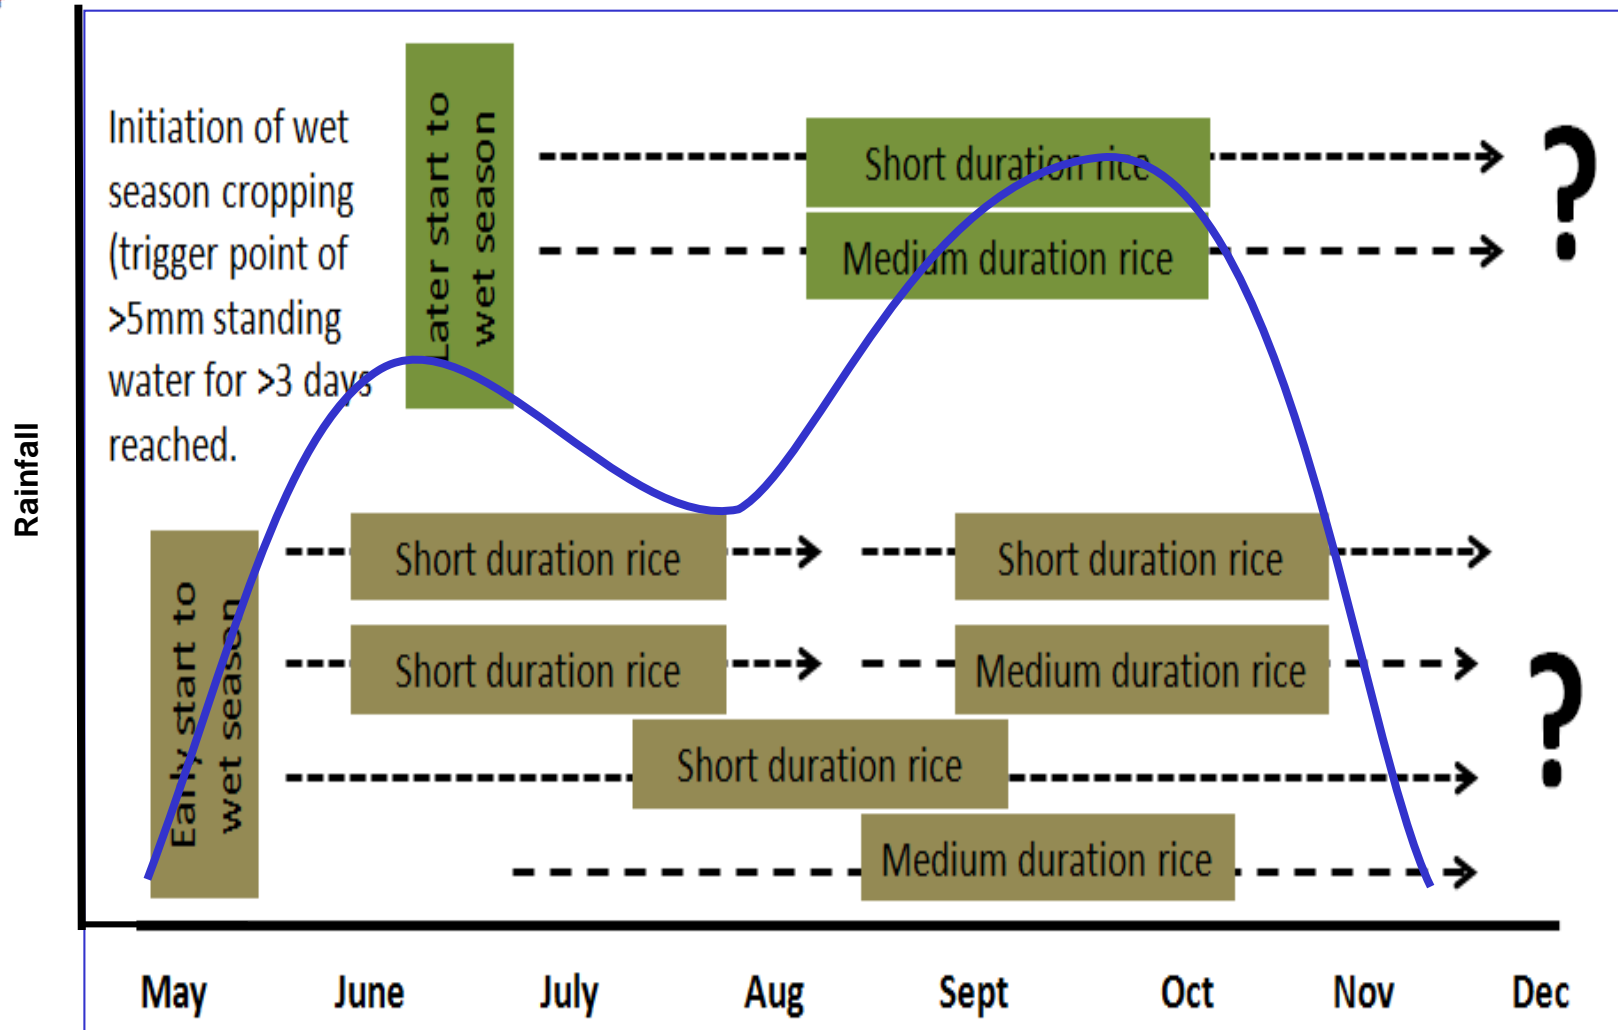 Initiation of wet
season cropping
(trigger point of
>5mm standing
water for >3 days
reached.
Later start to
wet season
Short duration rice
?
Medium duration rice
Rainfall
Early start to
wet season
Short duration rice
Short duration rice
Short duration rice
Medium duration rice
?
Short duration rice
Medium duration rice
May June July Aug Sept Oct Nov Dec